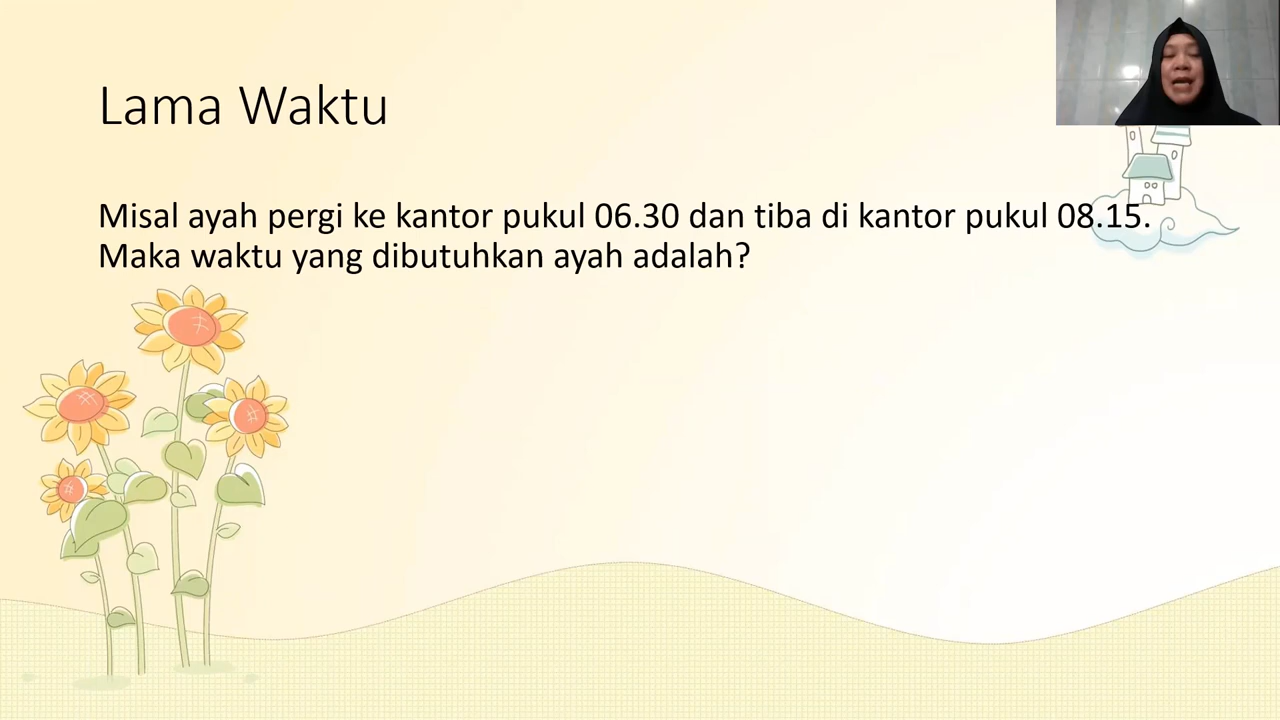 Lama Waktu
Misal ayah pergi ke kantor pukul 06.30 dan tiba di kantor pukul 08.15.
Maka waktu yang dibutuhkan ayah adalah?